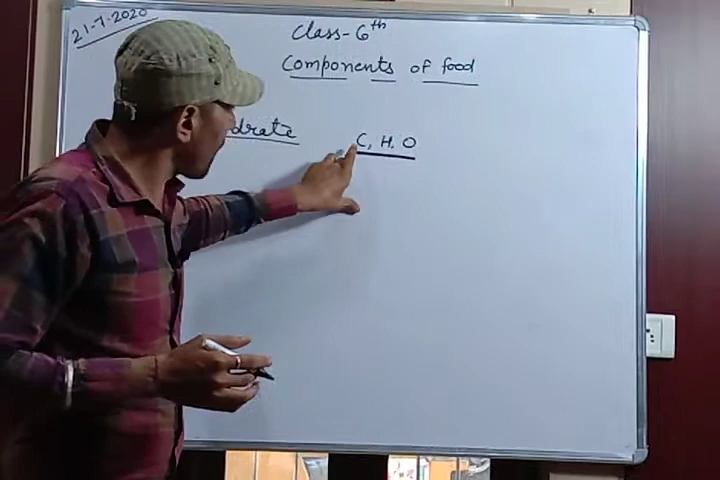 21-7-2020
Class-6th
Components of food
drate
C, H, O